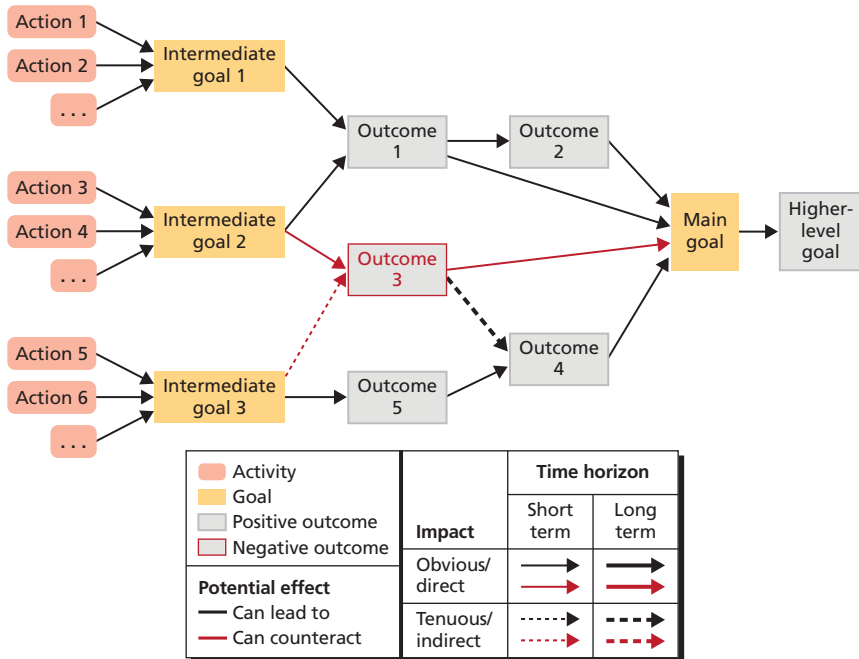 Action 1
Action 2
...
Intermediate
goal 1
Action 3
Action 4
...
Intermediate
goal 2
Action 5
Action 6
...
Intermediate
goal 3
Outcome
1
Outcome
2
Outcome
3
Outcome
4
Outcome
5
Main
goal
Higher-
level
goal
Activity
Goal
Positive outcome
Negative outcome
Potential effect
Can lead to
Can counteract
Time horizon
Impact
Short
term
Long
term
Obvious/
direct
Tenuous/
indirect